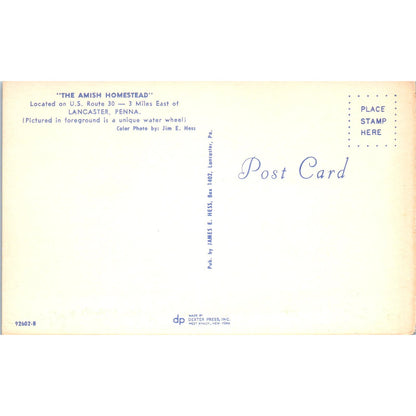 "THE AMISH HOMESTEAD"
Located on U.S. Route 30 — 3 Miles East of
LANCASTER, PENNA.
(Pictured in foreground is a unique water wheel)
Color Photo by: Jim E. Hess
PLACE
STAMP
HERE
Post Card
Pub. by JAMES E. HESS, Box 1402, Lancaster, Pa.
92602-B
dp
MADE BY
DEXTER PRESS, INC.
WEST NYACK, NEW YORK